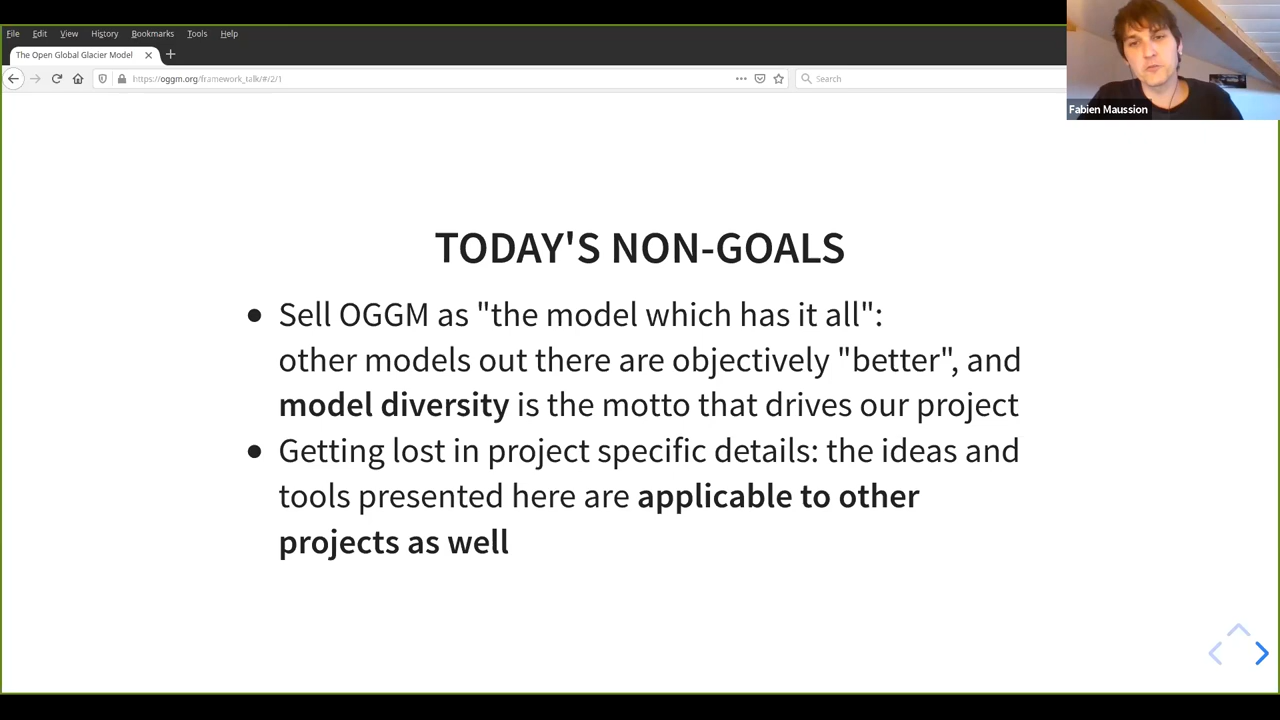 File Edit View History Bookmarks Tools Help
The Open Global Glacier Model
https://oggm.org/framework_talk/#/2/1
Search
Fabien Maussion
TODAY'S NON-GOALS
Sell OGGM as "the model which has it all":
other models out there are objectively "better", and
model diversity is the motto that drives our project
Getting lost in project specific details: the ideas and
tools presented here are applicable to other
projects as well